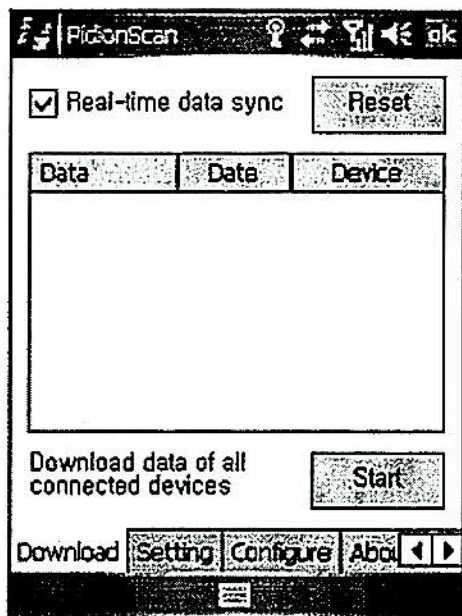 PidionScan ok
Real-time data sync Reset
Data Date Device
Download data of all
connected devices
Start
Download Setting Configure Abou